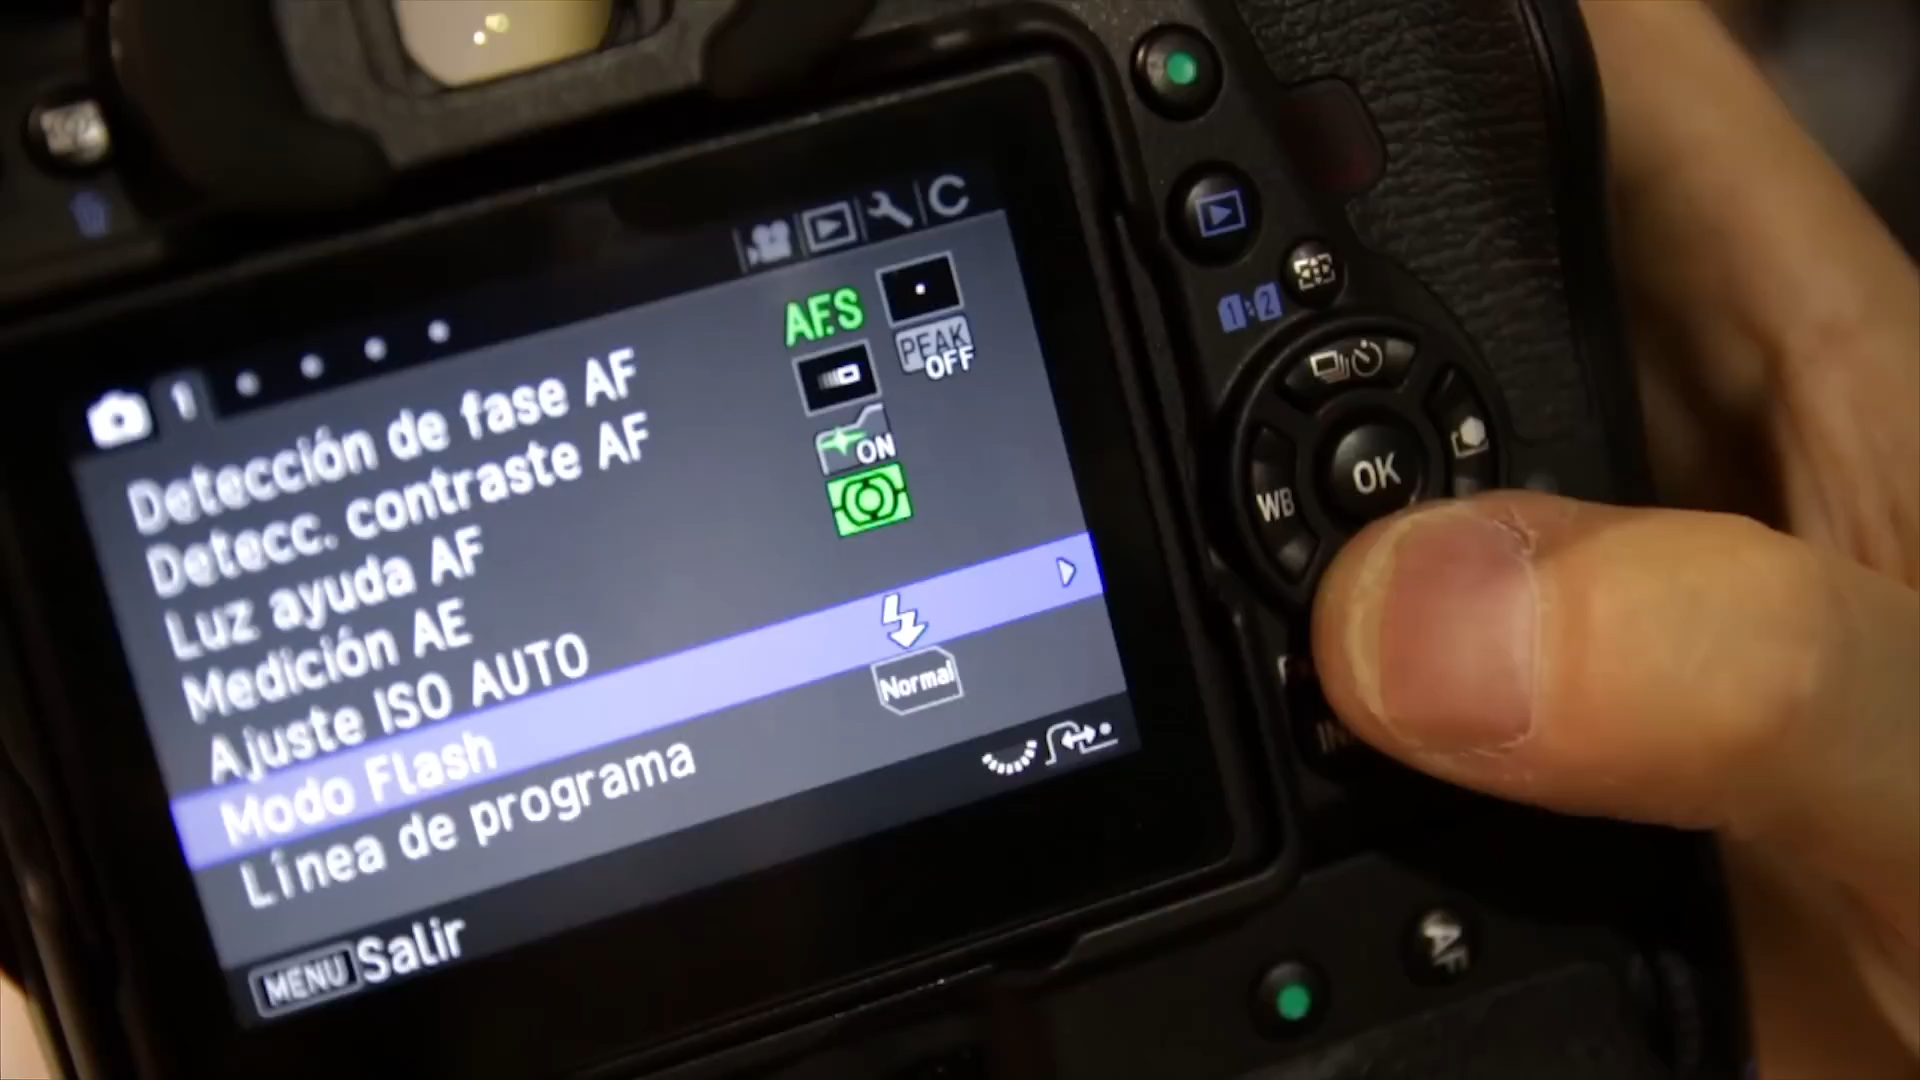 C
1
Detección de fase AF AF.S
Detecc. contraste AF PEAK OFF
Luz ayuda AF ON
Medición AE
Ajuste ISO AUTO
Modo Flash
Línea de programa Normal
MENU Salir
1:2
WB
OK
AF